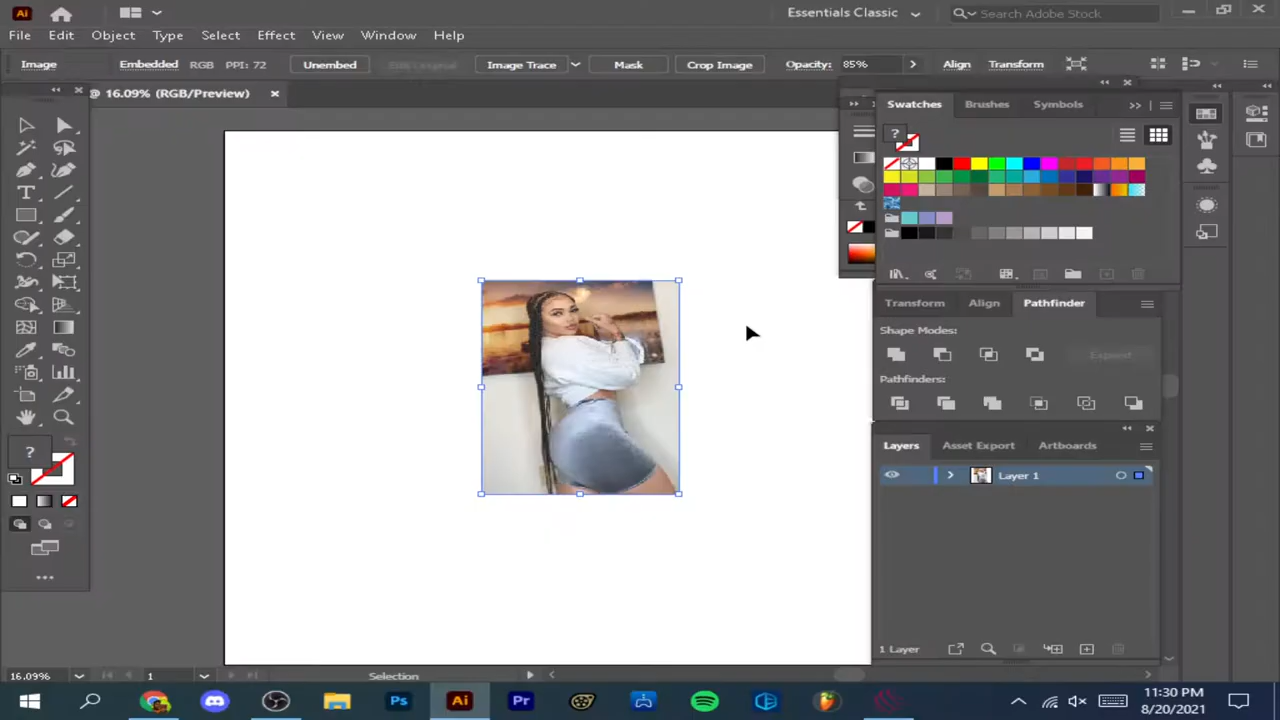 Ai Essentials Classic Search Adobe Stock
File Edit Object Type Select Effect View Window Help
Image Embedded RGB PPI: 72 Unembed Edit Original Image Trace Mask Crop Image Opacity: 85% Align Transform
@ 16.09% (RGB/Preview)
Swatches Brushes Symbols
?
Transform Align Pathfinder
Shape Modes:
Expand
Pathfinders:
Layers Asset Export Artboards
?
Layer 1
1 Layer
16.09% 1 Selection
Ps Ai Pr
11:30 PM
8/20/2021